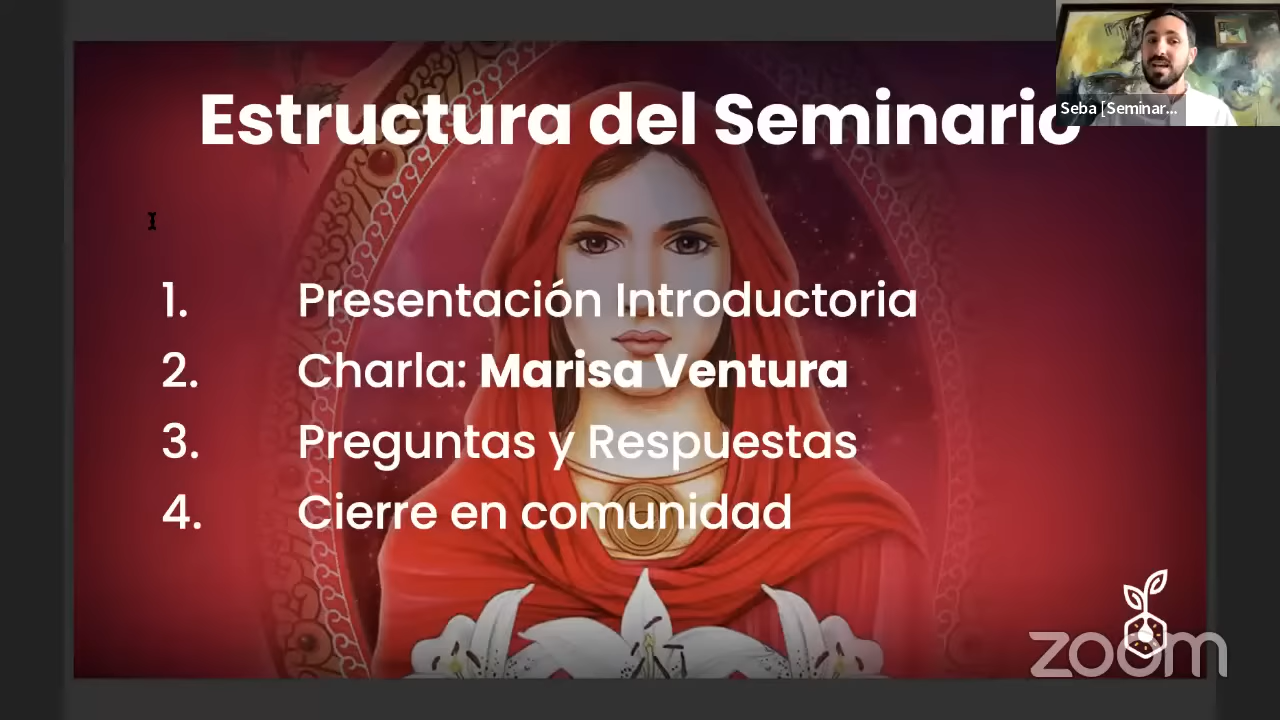 Estructura del Seminario
Seba [Seminar...
1. Presentación Introductoria
2. Charla: Marisa Ventura
3. Preguntas y Respuestas
4. Cierre en comunidad
zoom